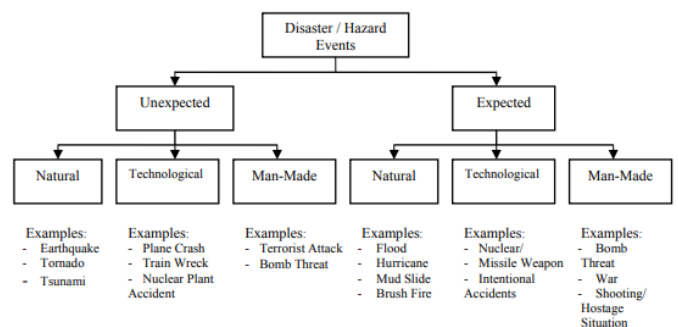 Disaster / Hazard
Events
Unexpected
Expected
Natural
Technological
Man-Made
Natural
Technological
Man-Made
Examples:
- Earthquake
- Tornado
- Tsunami
Examples:
- Plane Crash
- Train Wreck
- Nuclear Plant
Accident
Examples:
- Terrorist Attack
- Bomb Threat
Examples:
- Flood
- Hurricane
- Mud Slide
- Brush Fire
Examples:
- Nuclear/
- Missile Weapon
- Intentional
Accidents
Examples:
- Bomb
Threat
- War
- Shooting/
Hostage
Situation